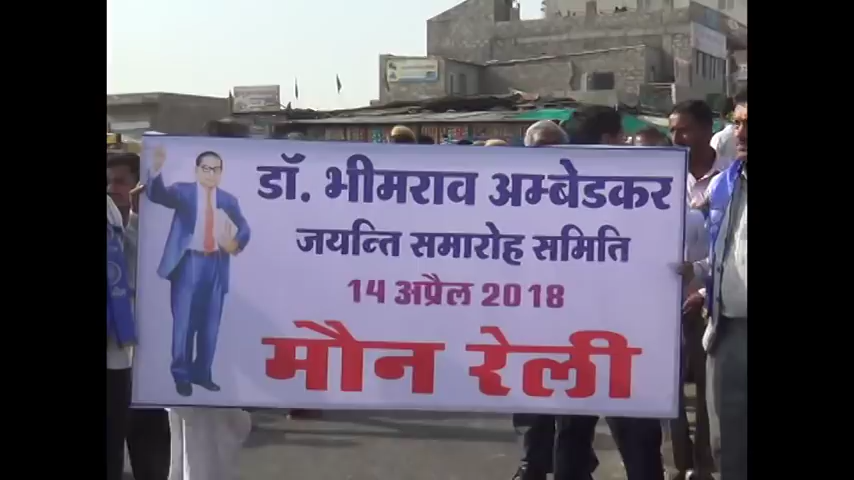 डॉ. भीमराव अम्बेडकर
जयन्ति समारोह समिति
14 अप्रैल 2018
मौन रेली